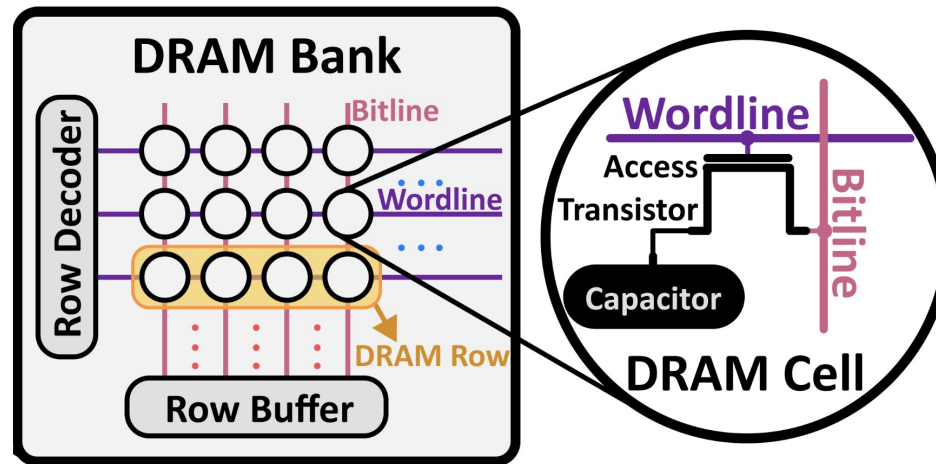 DRAM Bank
Bitline
Row Decoder
Wordline
DRAM Row
Row Buffer
Wordline
Access
Transistor
Bitline
Capacitor
DRAM Cell